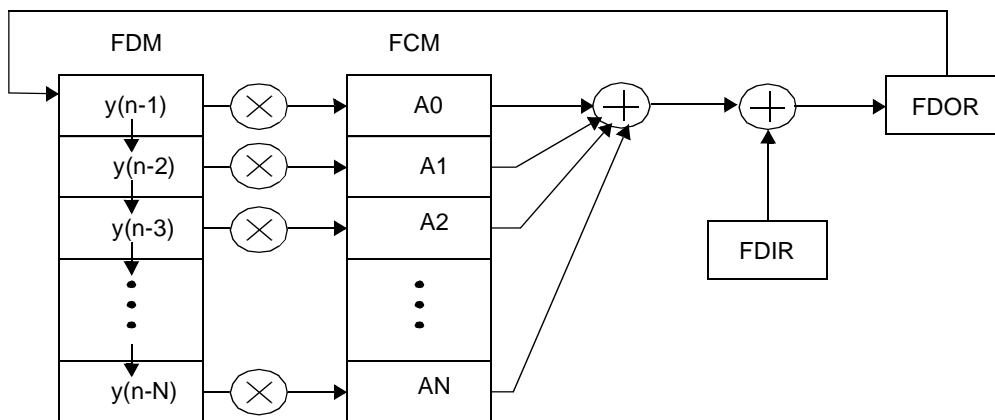 FDM FCM
y(n-1) A0 FDOR
y(n-2) A1
y(n-3) A2
FDIR
y(n-N) AN